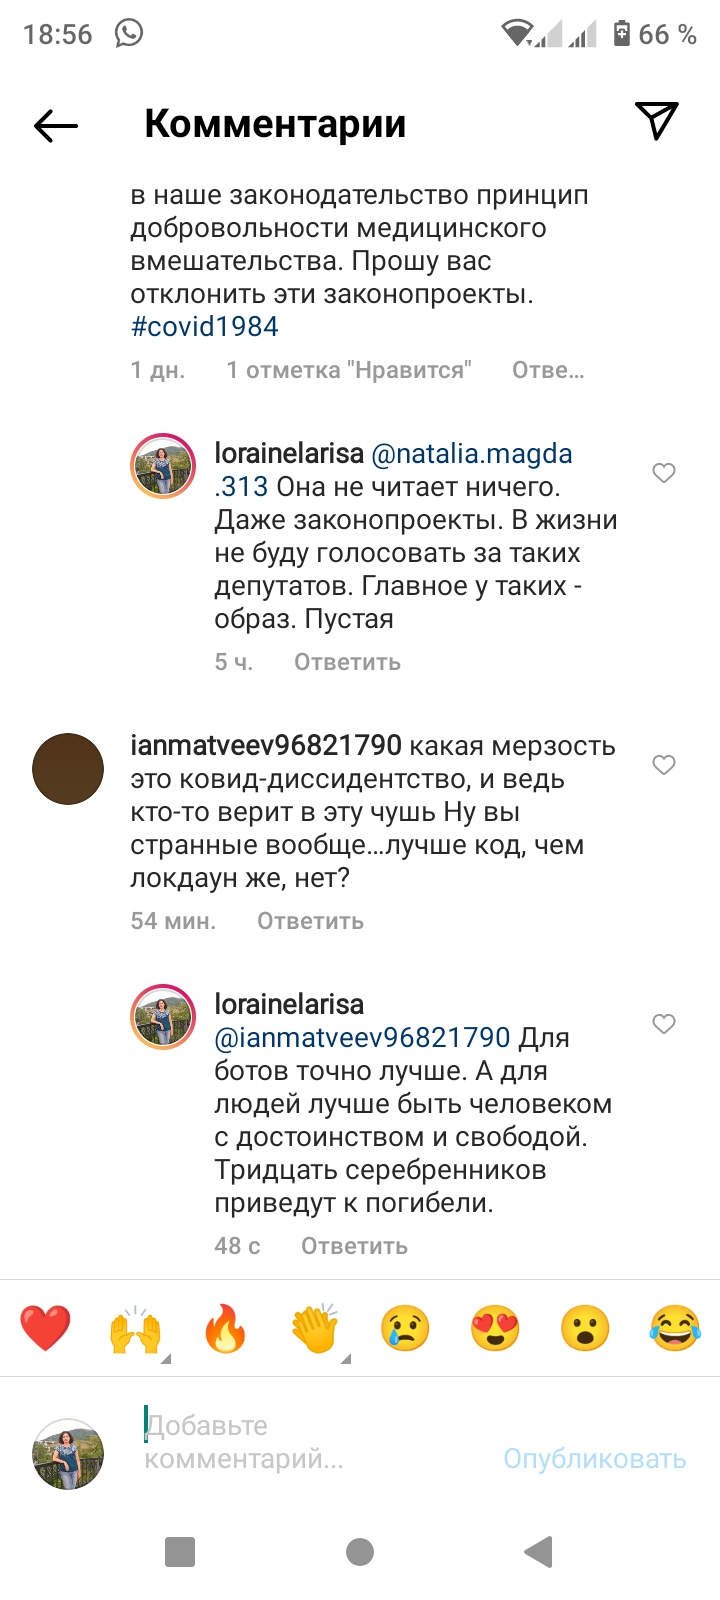 18:56 66 %
Комментарии
в наше законодательство принцип
добровольности медицинского
вмешательства. Прошу вас
отклонить эти законопроекты.
#covid1984
1 дн. 1 отметка "Нравится" Отве...
lorainelarisa @natalia.magda
.313 Она не читает ничего.
Даже законопроекты. В жизни
не буду голосовать за таких
депутатов. Главное у таких -
образ. Пустая
5 ч. Ответить
ianmatveev96821790 какая мерзость
это ковид-диссидентство, и ведь
кто-то верит в эту чушь Ну вы
странные вообще…лучше код, чем
локдаун же, нет?
54 мин. Ответить
lorainelarisa
@ianmatveev96821790 Для
ботов точно лучше. А для
людей лучше быть человеком
с достоинством и свободой.
Тридцать серебренников
приведут к погибели.
48 с Ответить
Добавьте
комментарий... Опубликовать